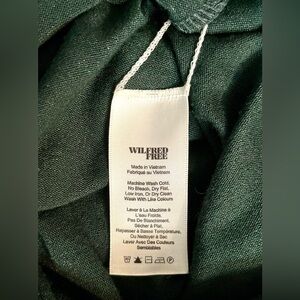 WILFRED
FREE
Made in Vietnam
Fabriqué au Vietnam
Machine Wash Cold,
No Bleach, Dry Flat,
Low Iron, Or Dry Clean
Wash With Like Colours
Laver à La Machine à
L'eau Froide,
Pas De Blanchiment,
Sécher à Plat,
Repasser à Basse Température,
Ou Nettoyer à Sec
Laver Avec Des Couleurs
Semblables